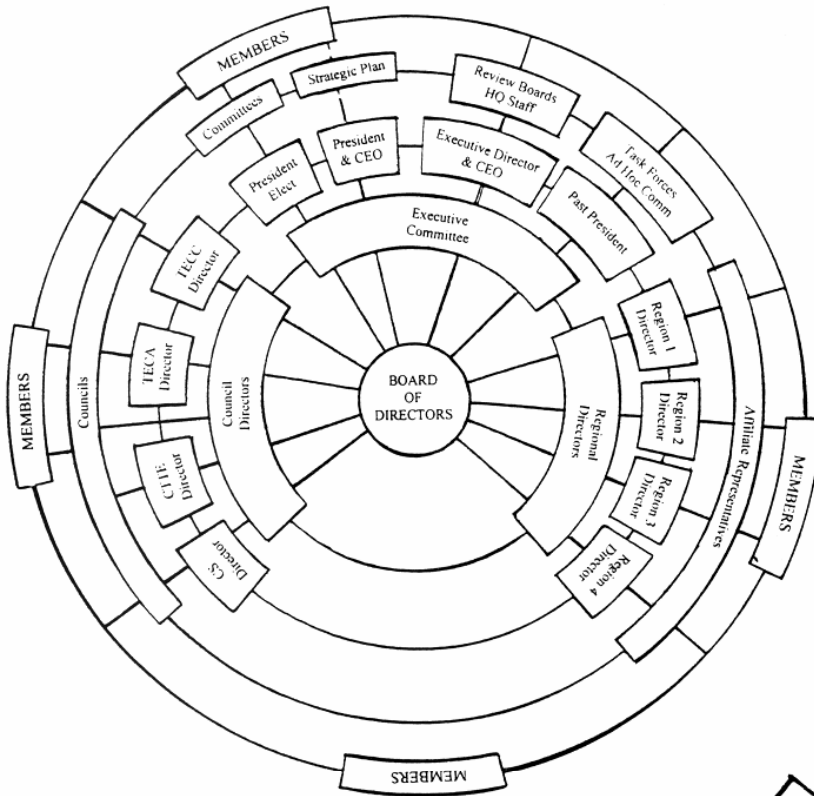 MEMBERS
Strategic Plan
Committees
Review Boards
HQ Staff
Task Forces
Ad Hoc Comm
President
Elect
President
& CEO
Executive Director
& CEO
Past President
Executive
Committee
TECC
Director
TECA
Director
CTTE
Director
CS
Director
Council
Directors
Councils
MEMBERS
BOARD
OF
DIRECTORS
Regional
Directors
Region 1
Director
Region 2
Director
Region 3
Director
Region 4
Director
Affiliate Representatives
MEMBERS
MEMBERS